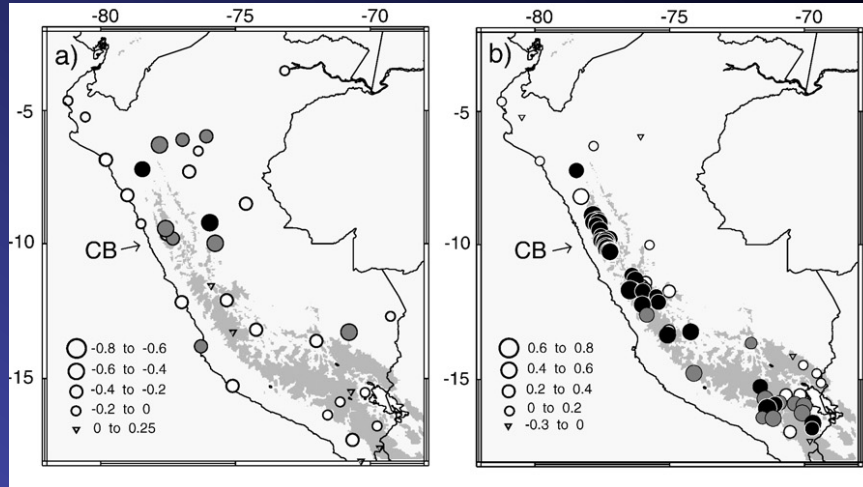 -80 -75 -70
a)
-5
-10
-15
CB
-0.8 to -0.6
-0.6 to -0.4
-0.4 to -0.2
-0.2 to 0
0 to 0.25
-80 -75 -70
b)
-5
-10
-15
CB
0.6 to 0.8
0.4 to 0.6
0.2 to 0.4
0 to 0.2
-0.3 to 0